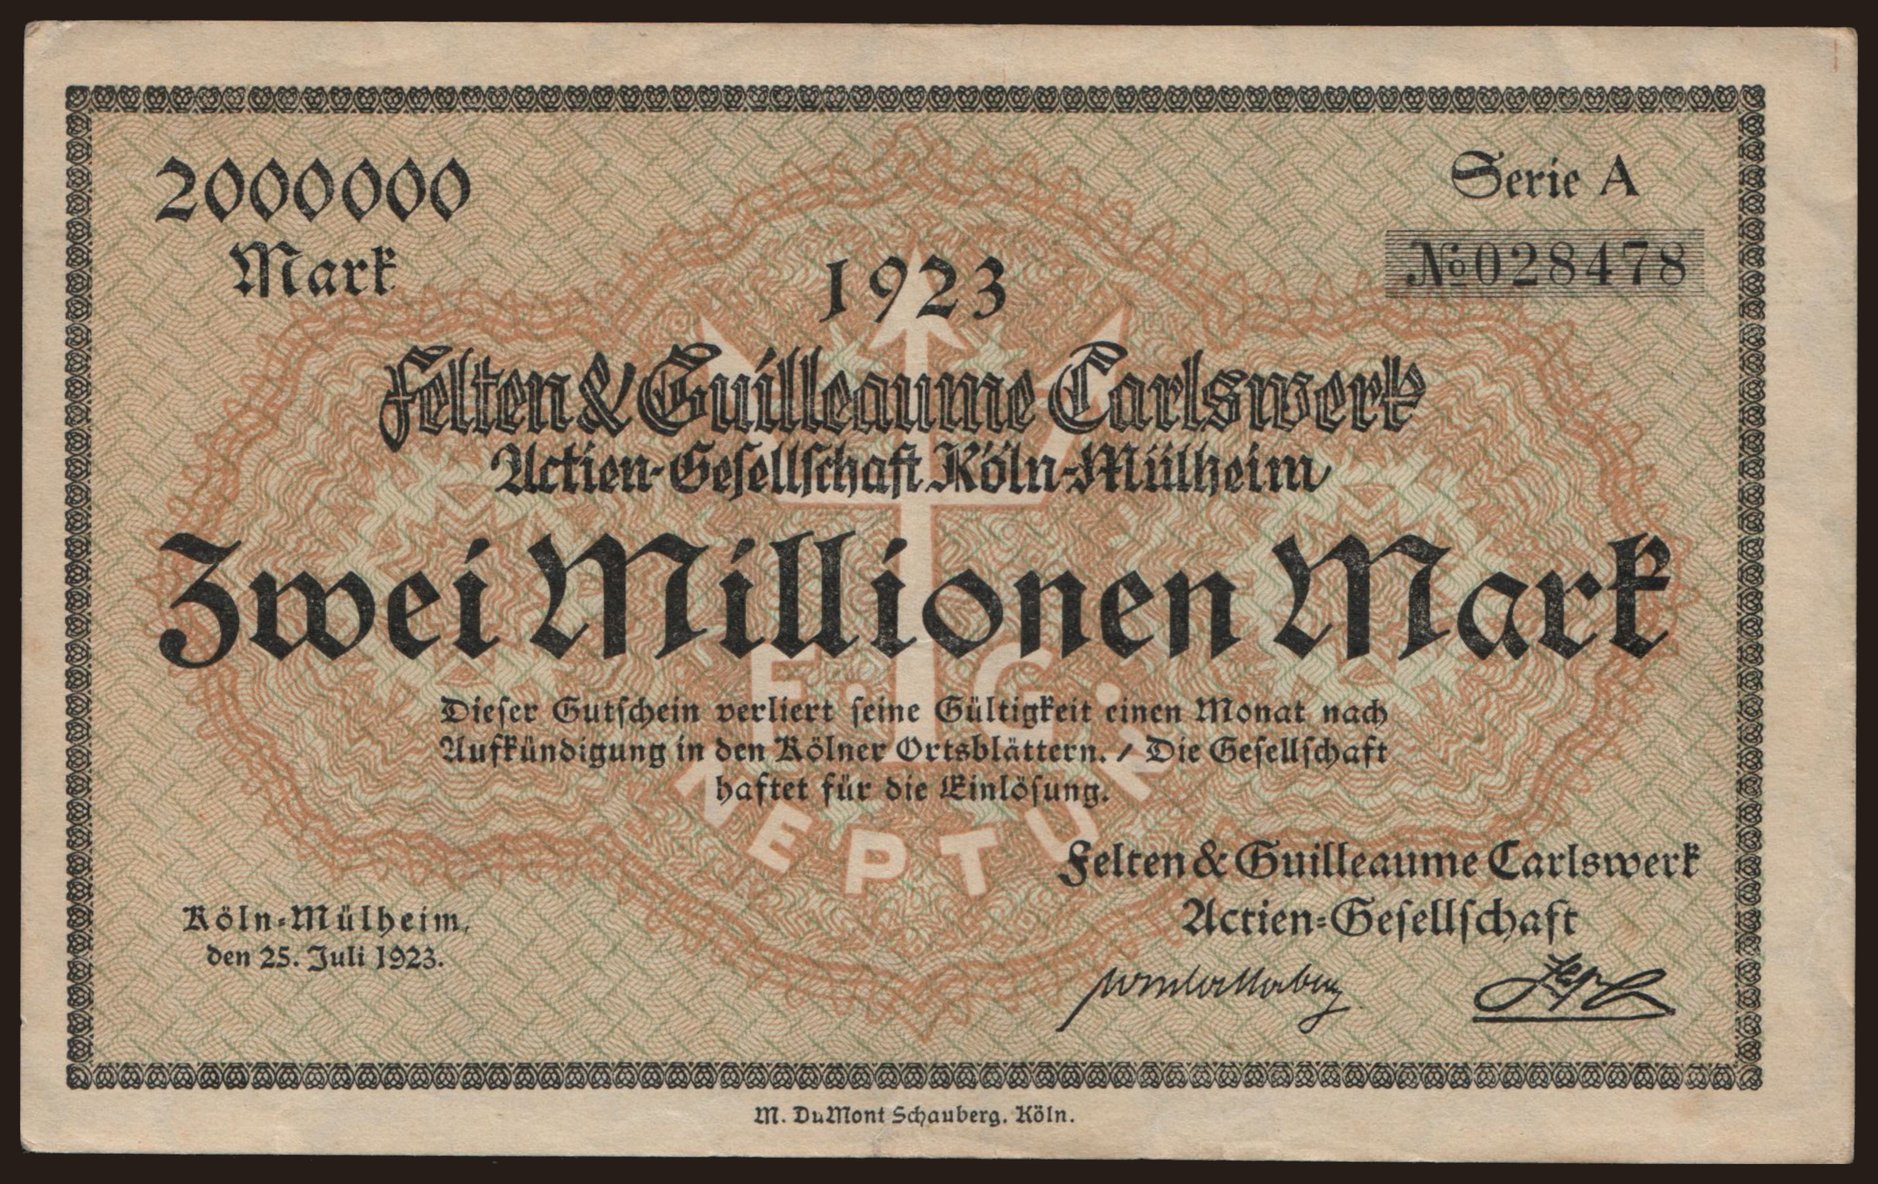 2000000
Mark
Serie A
№028478
1923
Felten & Guilleaume Carlswerk
Actien-Gesellschaft Köln-Mülheim
Zwei Millionen Mark
F. G.
Dieser Gutschein verliert seine Gültigkeit einen Monat nach
Aufkündigung in den Kölner Ortsblättern. / Die Gesellschaft
haftet für die Einlösung.
NEPTUN
Felten & Guilleaume Carlswerk
Actien-Gesellschaft
Köln-Mülheim,
den 25. Juli 1923.
M. DuMont Schauberg, Köln.